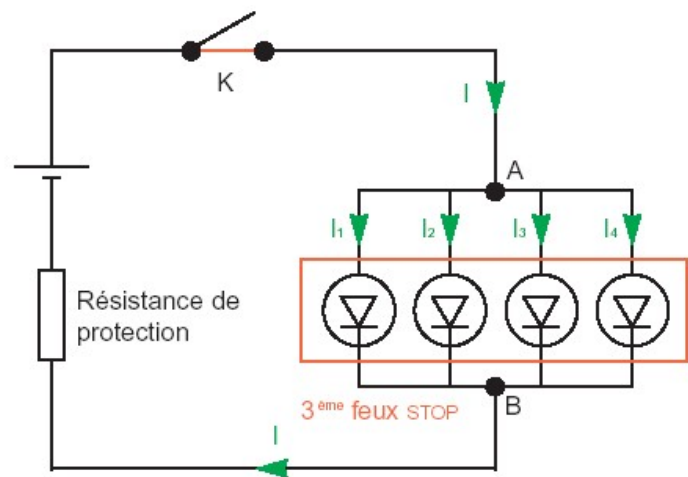 K
I
A
I₁ I₂ I₃ I₄
Résistance de
protection
3ème feux STOP
B
I